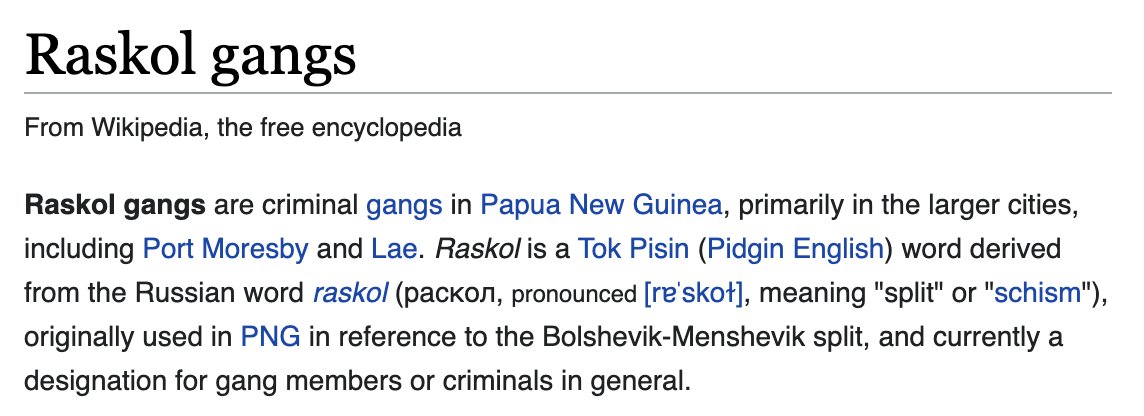 Raskol gangs
From Wikipedia, the free encyclopedia
Raskol gangs are criminal gangs in Papua New Guinea, primarily in the larger cities,
including Port Moresby and Lae. Raskol is a Tok Pisin (Pidgin English) word derived
from the Russian word raskol (раскол, pronounced [rɐˈskoɫ], meaning "split" or "schism"),
originally used in PNG in reference to the Bolshevik-Menshevik split, and currently a
designation for gang members or criminals in general.